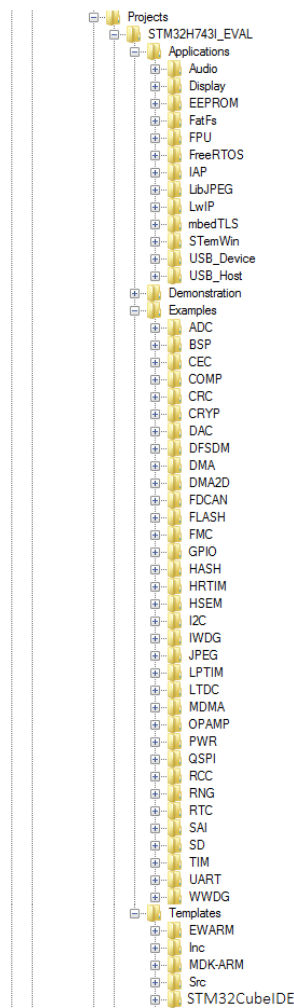 Projects
STM32H743I_EVAL
Applications
Audio
Display
EEPROM
FatFs
FPU
FreeRTOS
IAP
LibJPEG
LwIP
mbedTLS
STemWin
USB_Device
USB_Host
Demonstration
Examples
ADC
BSP
CEC
COMP
CRC
CRYP
DAC
DFSDM
DMA
DMA2D
FDCAN
FLASH
FMC
GPIO
HASH
HRTIM
HSEM
I2C
IWDG
JPEG
LPTIM
LTDC
MDMA
OPAMP
PWR
QSPI
RCC
RNG
RTC
SAI
SD
TIM
UART
WWDG
Templates
EWARM
Inc
MDK-ARM
Src
STM32CubeIDE